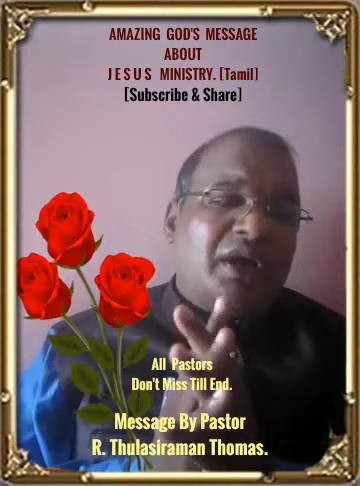 AMAZING GOD'S MESSAGE
ABOUT
J E S U S MINISTRY. [Tamil]
[Subscribe & Share]
All Pastors
Don't Miss Till End.
Message By Pastor
R. Thulasiraman Thomas.